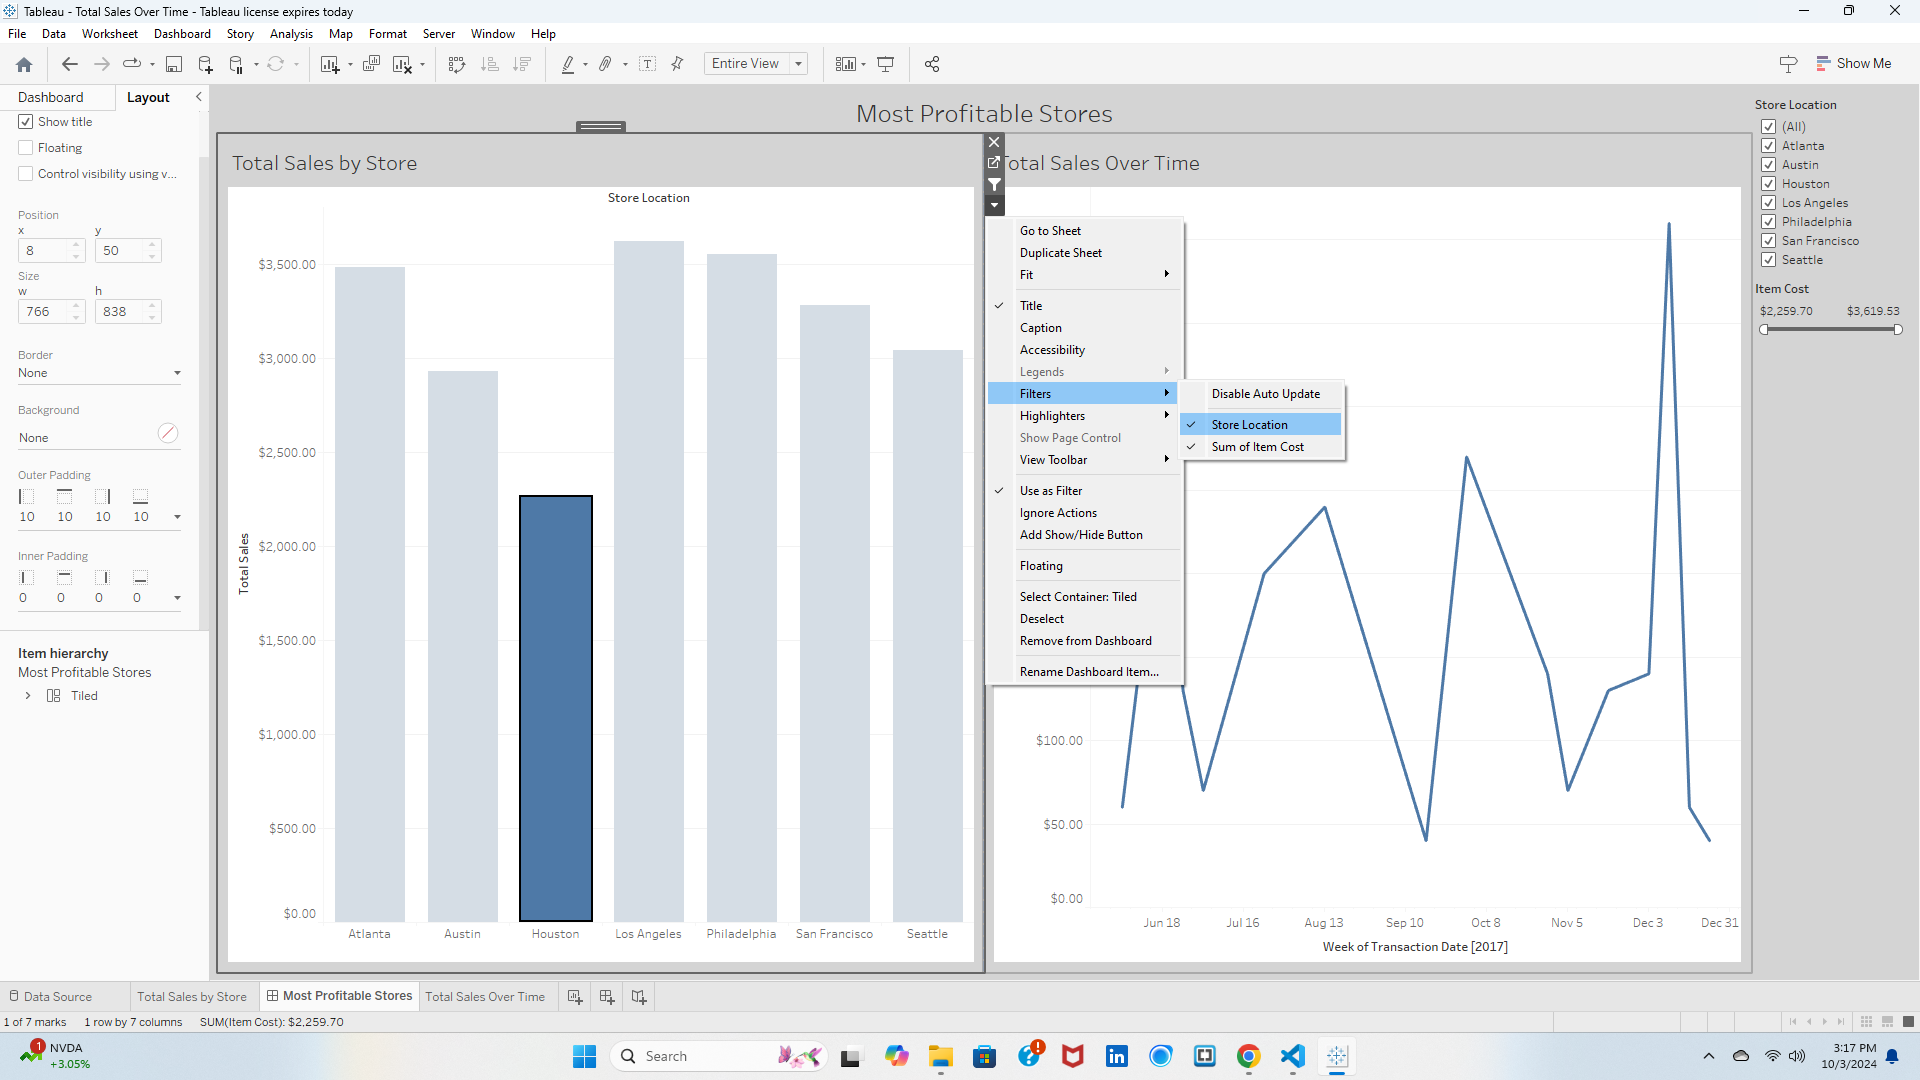 Tableau - Total Sales Over Time - Tableau license expires today
File Data Worksheet Dashboard Story Analysis Map Format Server Window Help
Entire View
Show Me
Dashboard
Layout
Show title
Floating
Control visibility using v...
Position
x y
8 50
Size
w h
766 838
Border
None
Background
None
Outer Padding
10 10 10 10
Inner Padding
0 0 0 0
Item hierarchy
Most Profitable Stores
Tiled
Most Profitable Stores
Total Sales by Store
Store Location
Total Sales
$3,500.00
$3,000.00
$2,500.00
$2,000.00
$1,500.00
$1,000.00
$500.00
$0.00
Atlanta Austin Houston Los Angeles Philadelphia San Francisco Seattle
Total Sales Over Time
$100.00
$50.00
$0.00
Jun 18 Jul 16 Aug 13 Sep 10 Oct 8 Nov 5 Dec 3 Dec 31
Week of Transaction Date [2017]
Go to Sheet
Duplicate Sheet
Fit
Title
Caption
Accessibility
Legends
Filters
Highlighters
Show Page Control
View Toolbar
Use as Filter
Ignore Actions
Add Show/Hide Button
Floating
Select Container: Tiled
Deselect
Remove from Dashboard
Rename Dashboard Item...
Disable Auto Update
Store Location
Sum of Item Cost
Store Location
(All)
Atlanta
Austin
Houston
Los Angeles
Philadelphia
San Francisco
Seattle
Item Cost
$2,259.70 $3,619.53
Data Source Total Sales by Store Most Profitable Stores Total Sales Over Time
1 of 7 marks 1 row by 7 columns SUM(Item Cost): $2,259.70
1
NVDA
+3.05%
Search
3:17 PM
10/3/2024